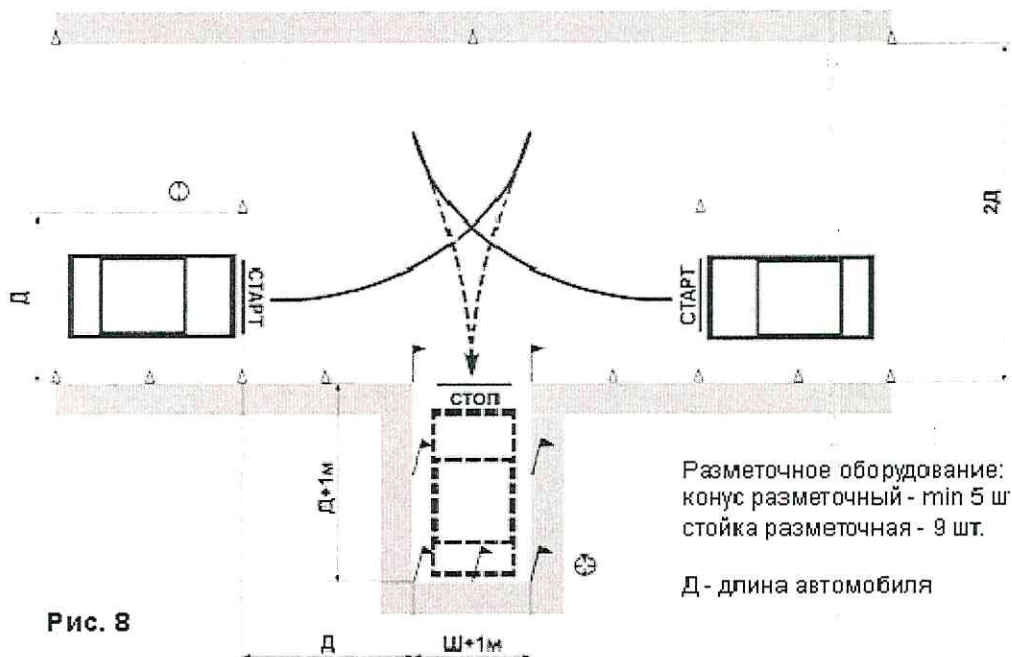 2Д
Д
СТАРТ
СТАРТ
СТОП
Д+1м
Разметочное оборудование:
конус разметочный - min 5 ш
стойка разметочная - 9 шт.
Д - длина автомобиля
Рис. 8
Д
Ш+1м